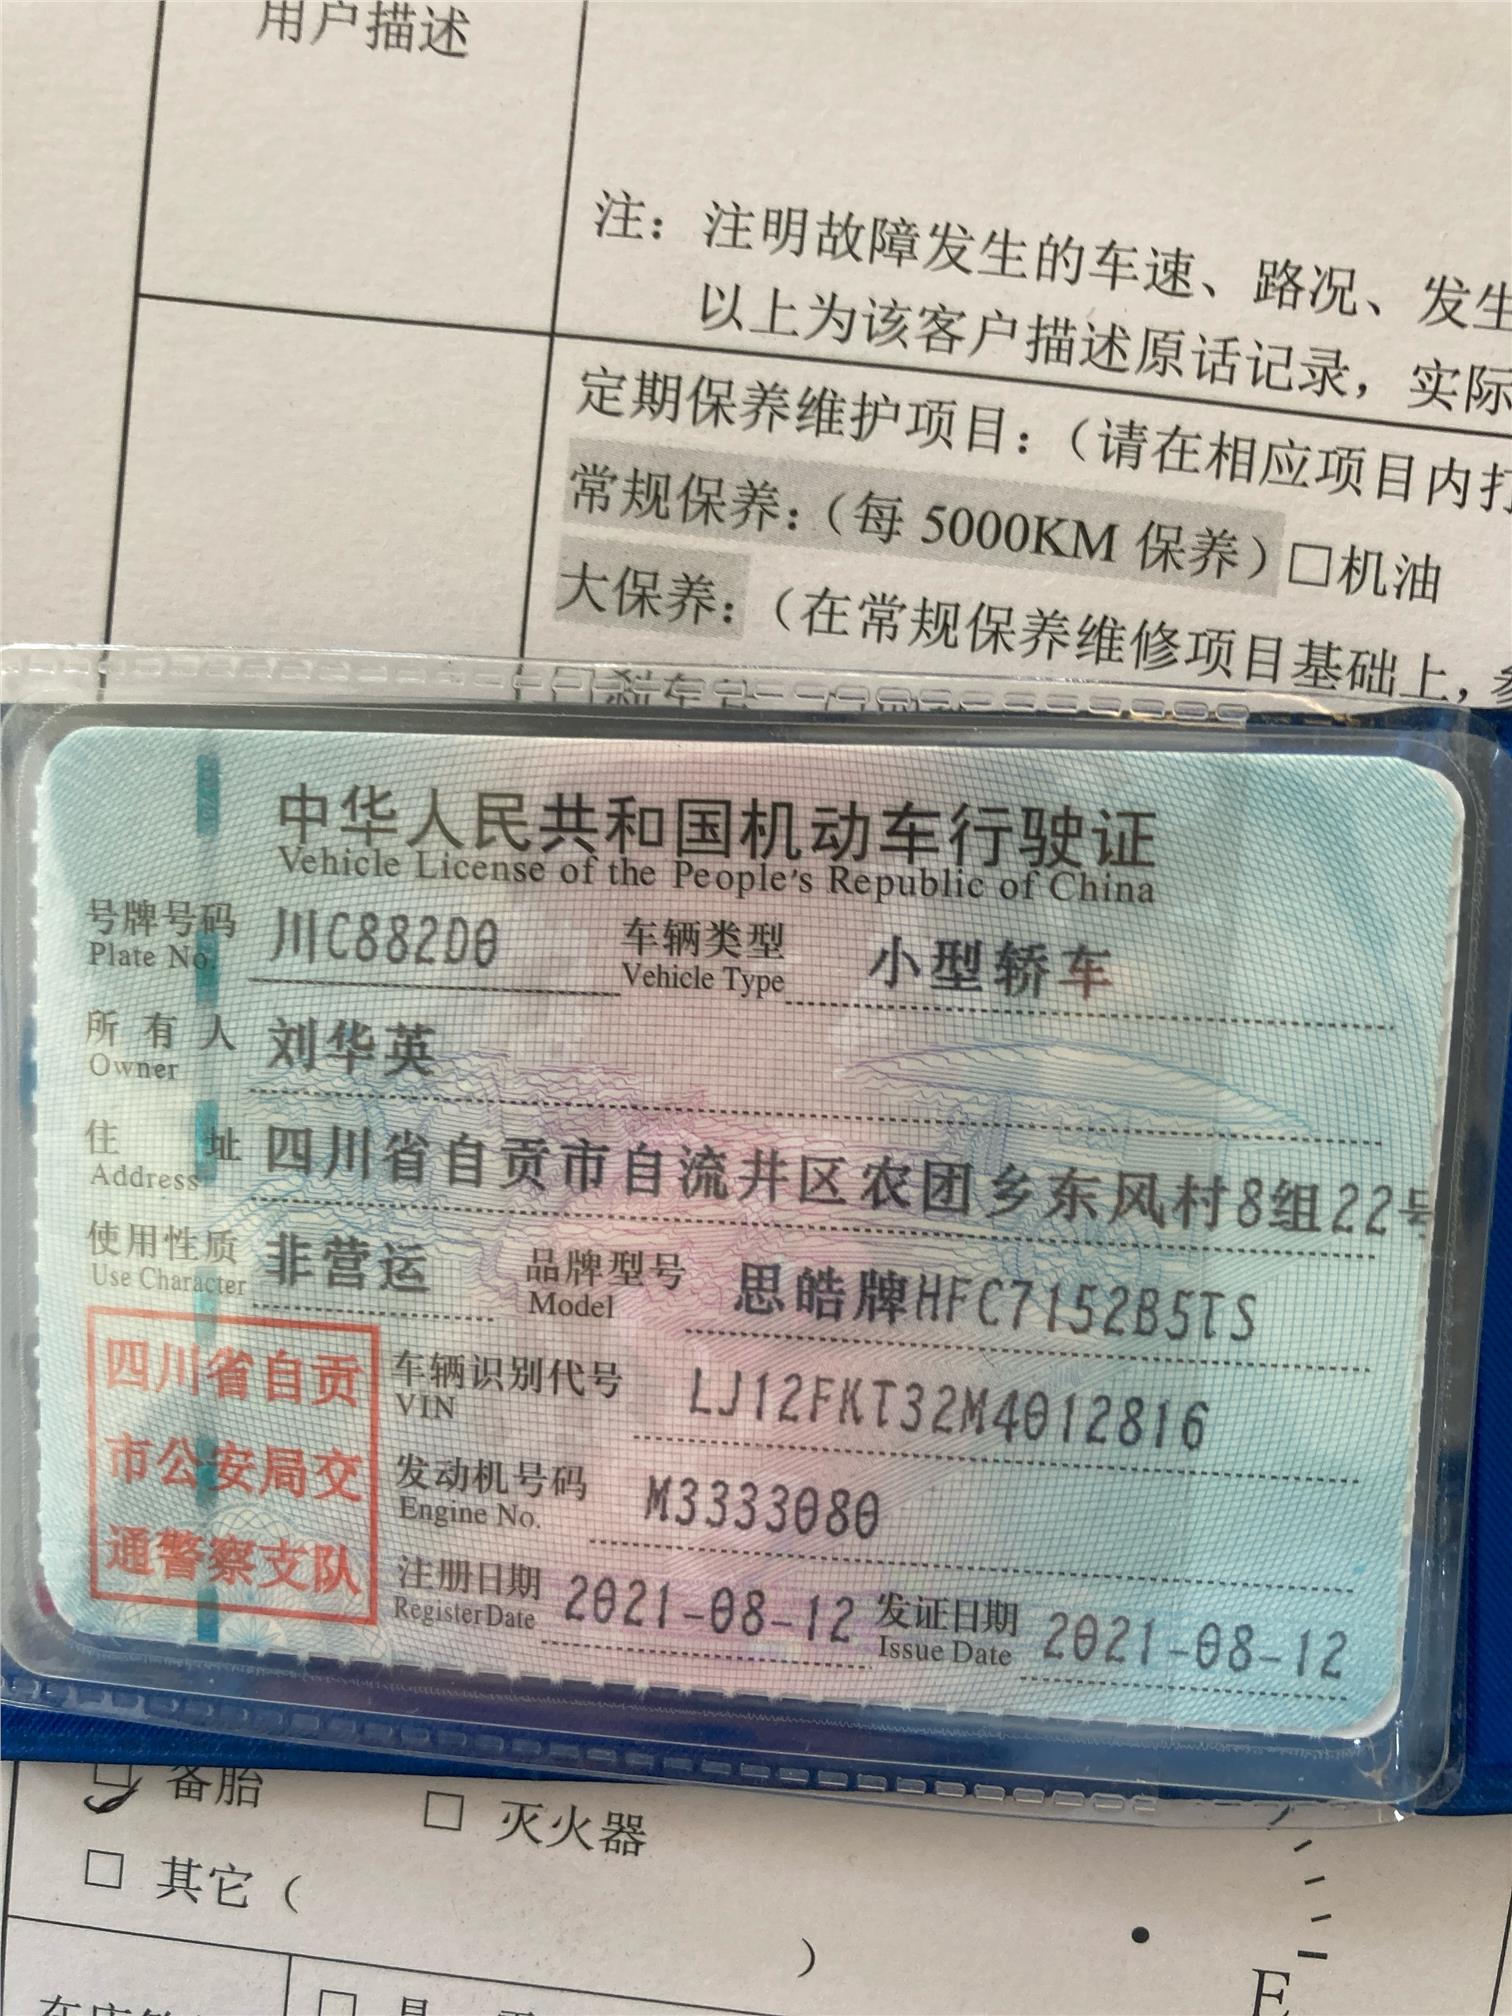 用户描述
注：注明故障发生的车速、路况、发生
以上为该客户描述原话记录，实际
定期保养维护项目：（请在相应项目内打
常规保养：（每 5000KM 保养）□机油
大保养：（在常规保养维修项目基础上，
中华人民共和国机动车行驶证
Vehicle License of the People's Republic of China
号牌号码 川C882D0 车辆类型 小型轿车
Plate No. Vehicle Type
所有人 刘华英
Owner
住址 四川省自贡市自流井区农团乡东风村8组22号
Address
使用性质 非营运 品牌型号 思皓牌HFC7152B5TS
Use Character Model
四川省自贡
市公安局交
通警察支队
车辆识别代号 LJ12FKT32M4012816
VIN
发动机号码 M3333080
Engine No.
注册日期 2021-08-12 发证日期 2021-08-12
Register Date Issue Date
备胎 □ 灭火器
□ 其它（
）
E